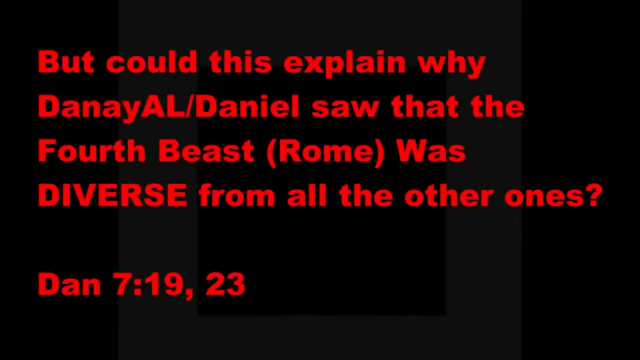 But could this explain why
DanayAL/Daniel saw that the
Fourth Beast (Rome) Was
DIVERSE from all the other ones?
Dan 7:19, 23